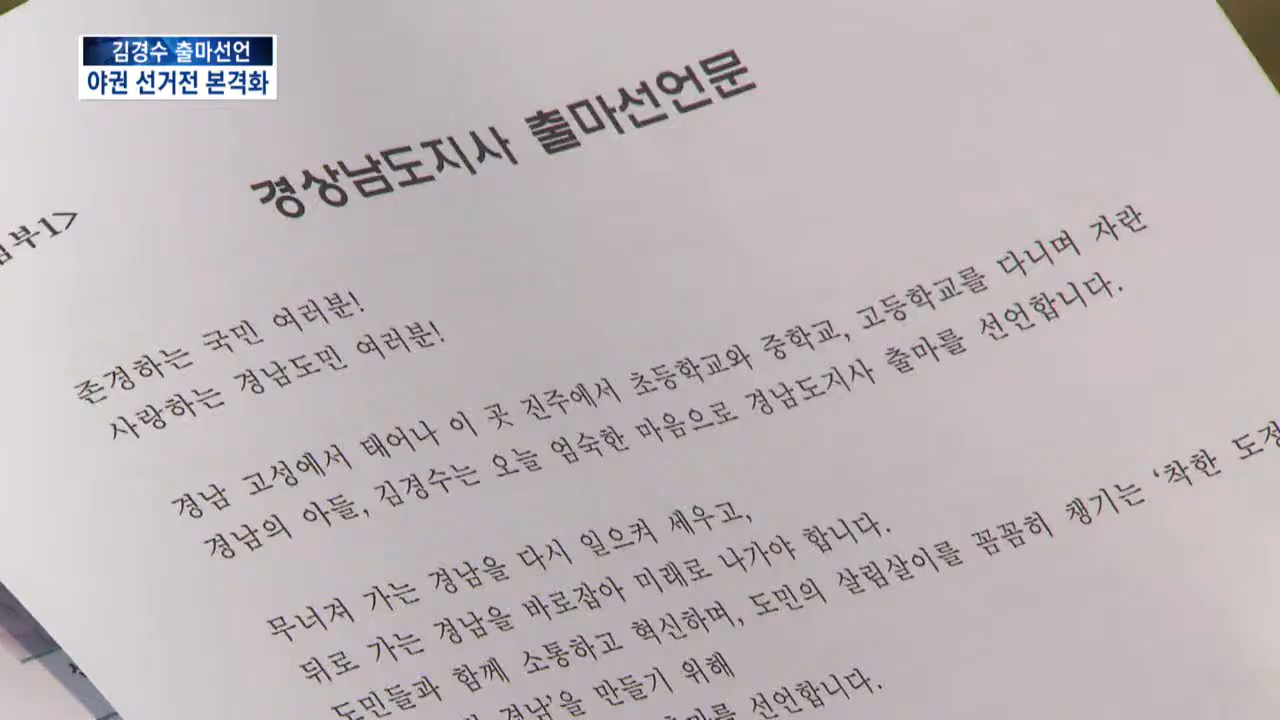 김경수 출마선언
야권 선거전 본격화
경상남도지사 출마선언문
부1>
존경하는 국민 여러분!
사랑하는 경남도민 여러분!
경남 고성에서 태어나 이 곳 진주에서 초등학교와 중학교, 고등학교를 다니며 자란
경남의 아들, 김경수는 오늘 엄숙한 마음으로 경남도지사 출마를 선언합니다.
무너져 가는 경남을 다시 일으켜 세우고,
뒤로 가는 경남을 바로잡아 미래로 나가야 합니다.
도민들과 함께 소통하고 혁신하며, 도민의 살림살이를 꼼꼼히 챙기는 ‘착한 도정
경남’을 만들기 위해
선언합니다.